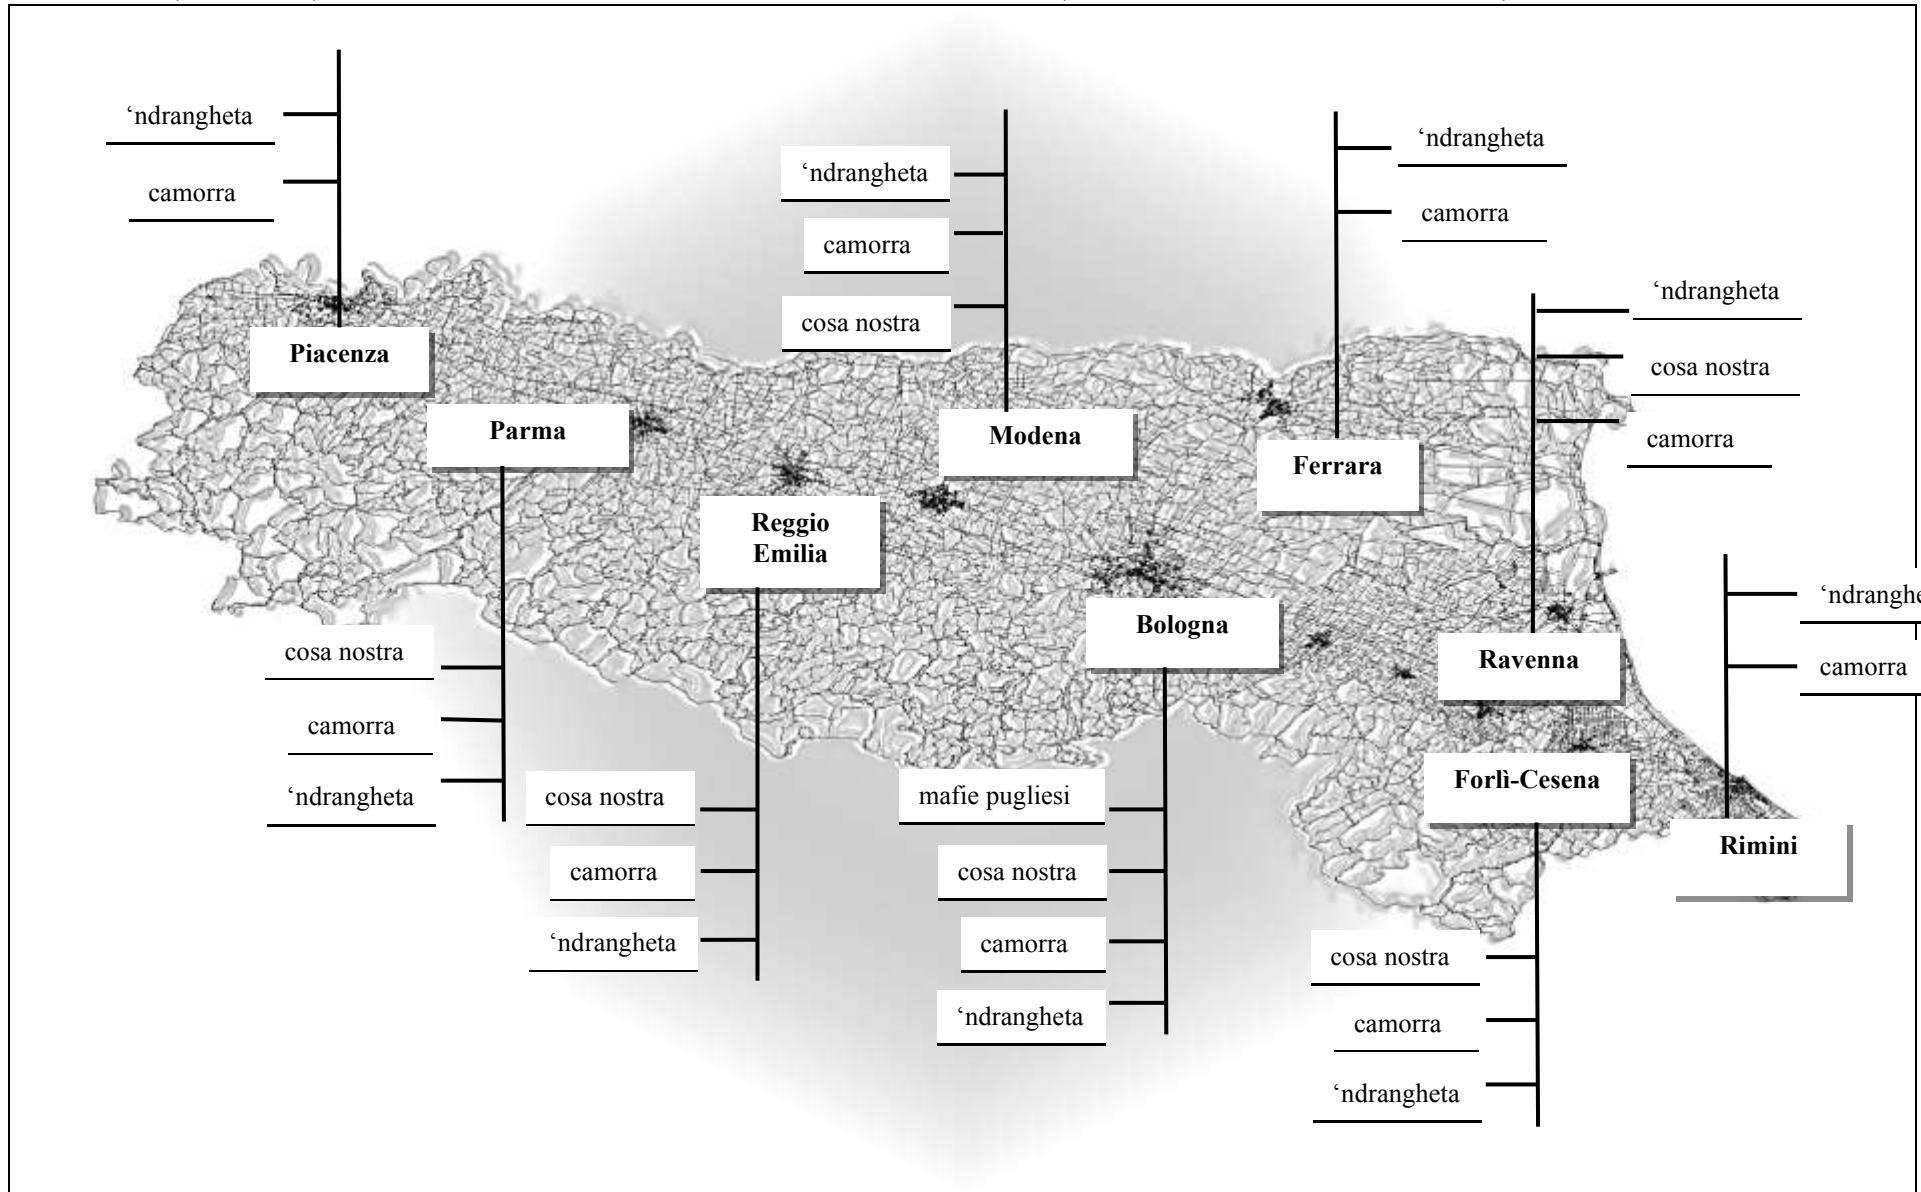 ‘ndrangheta
camorra
Piacenza
Parma
cosa nostra
camorra
‘ndrangheta
Reggio
Emilia
cosa nostra
camorra
‘ndrangheta
‘ndrangheta
camorra
cosa nostra
Modena
Bologna
mafie pugliesi
cosa nostra
camorra
‘ndrangheta
‘ndrangheta
camorra
Ferrara
‘ndrangheta
cosa nostra
camorra
Ravenna
Forlì-Cesena
cosa nostra
camorra
‘ndrangheta
‘ndranghe
camorra
Rimini